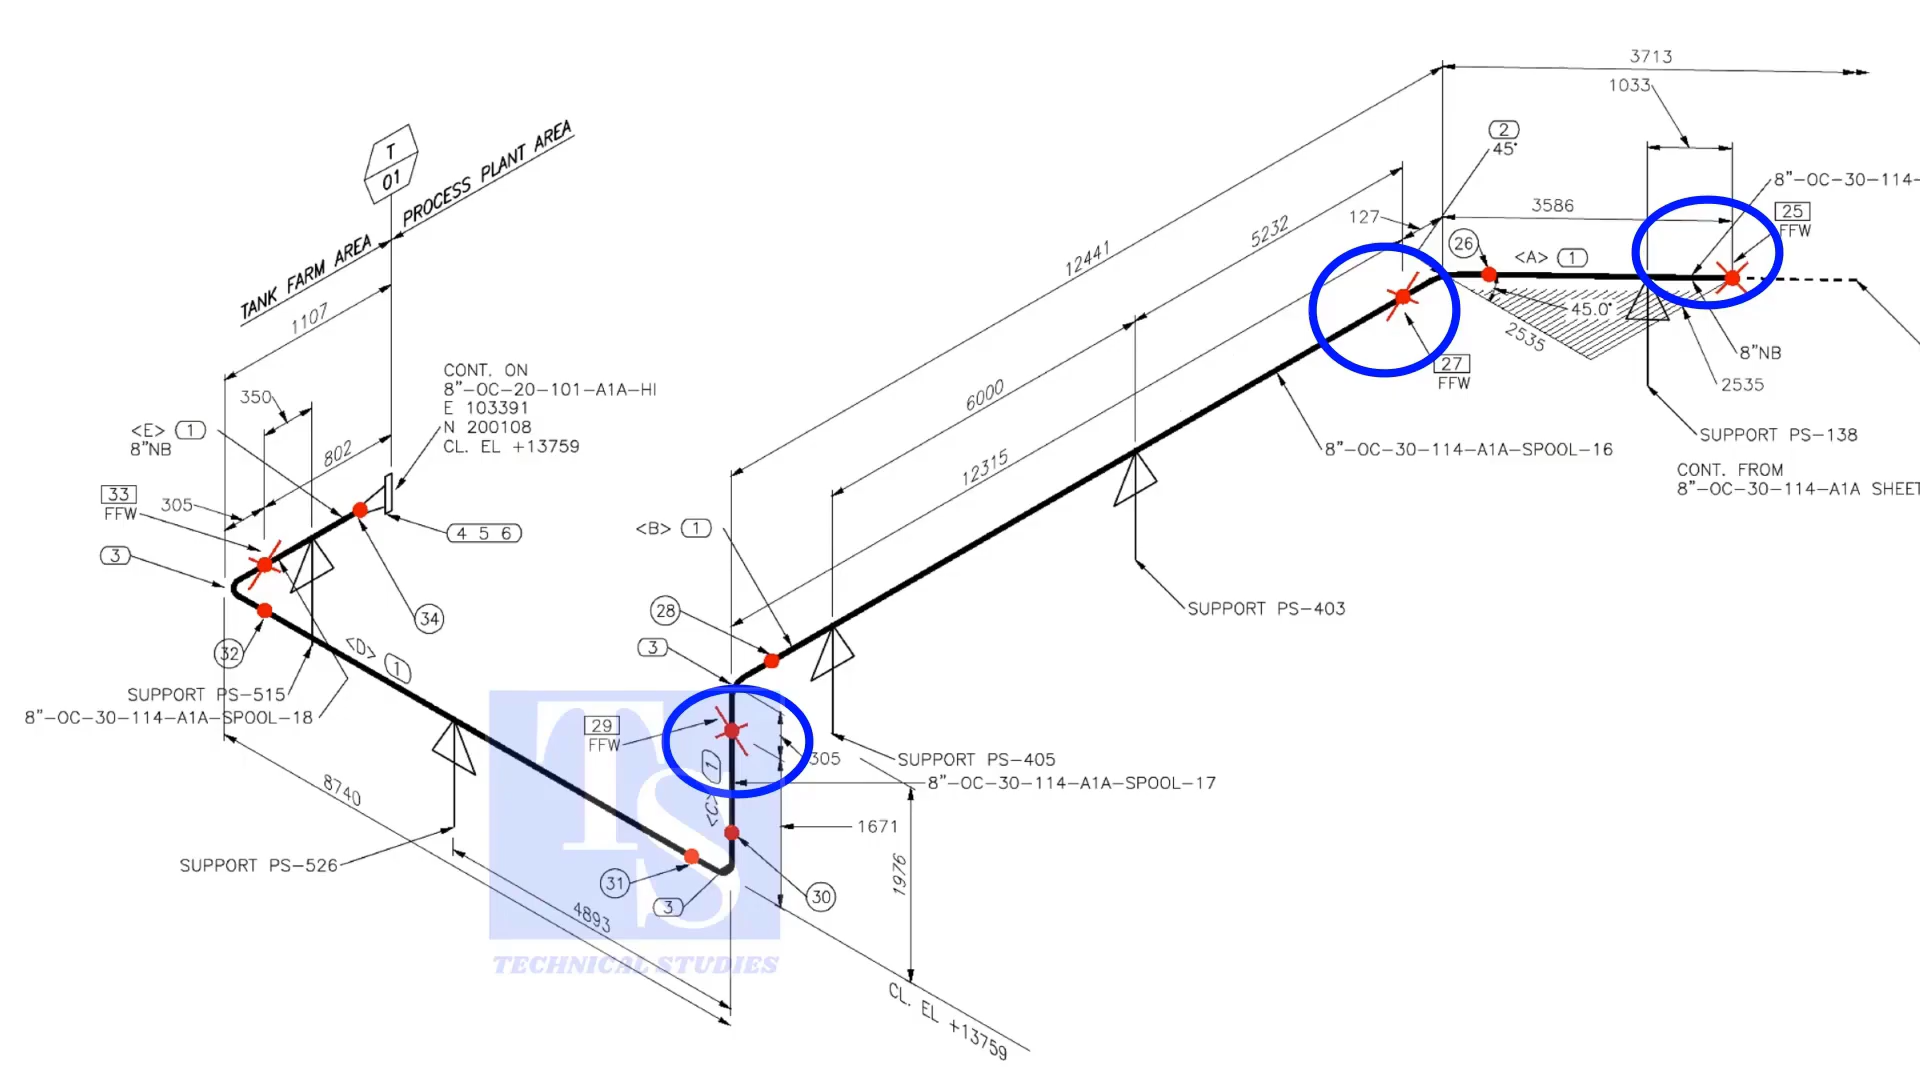 3713
1033
2
45°
8"-OC-30-114-
T
01
PROCESS PLANT AREA
TANK FARM AREA
1107
12441
5232
127
3586
25
FFW
26
<A> 1
45.0°
2535
8"NB
2535
27
FFW
SUPPORT PS-138
CONT. FROM
8"-OC-30-114-A1A SHEET
8"-OC-30-114-A1A-SPOOL-16
6000
12315
CONT. ON
8"-OC-20-101-A1A-HI
E 103391
N 200108
CL. EL +13759
350
<E> 1
8"NB
802
33
FFW
305
3
4 5 6
34
32
<D> 1
SUPPORT PS-515
8"-OC-30-114-A1A-SPOOL-18
<B> 1
28
3
SUPPORT PS-403
29
FFW
305
<C> 1
SUPPORT PS-405
8"-OC-30-114-A1A-SPOOL-17
1671
1976
8740
SUPPORT PS-526
31
3
30
4893
TS
TECHNICAL STUDIES
CL. EL +13759